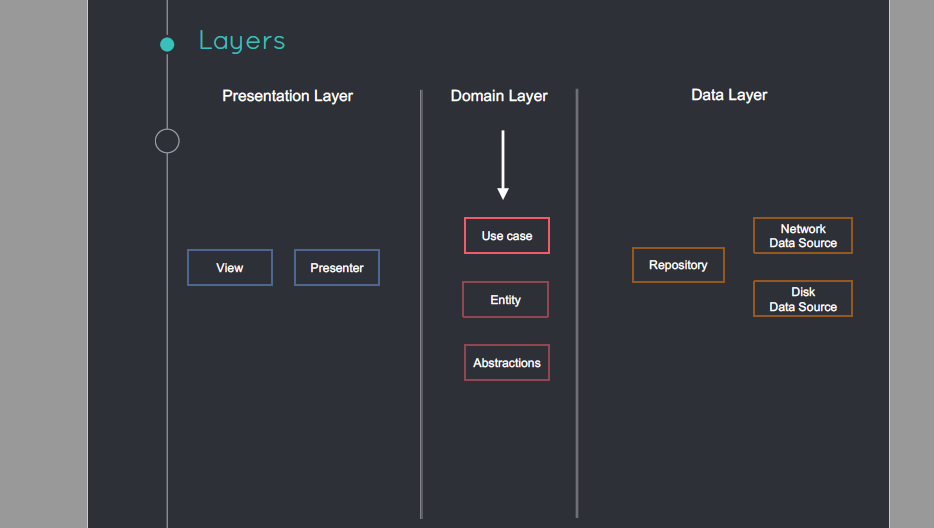 Layers
Presentation Layer
Domain Layer
Data Layer
View
Presenter
Use case
Entity
Abstractions
Repository
Network
Data Source
Disk
Data Source